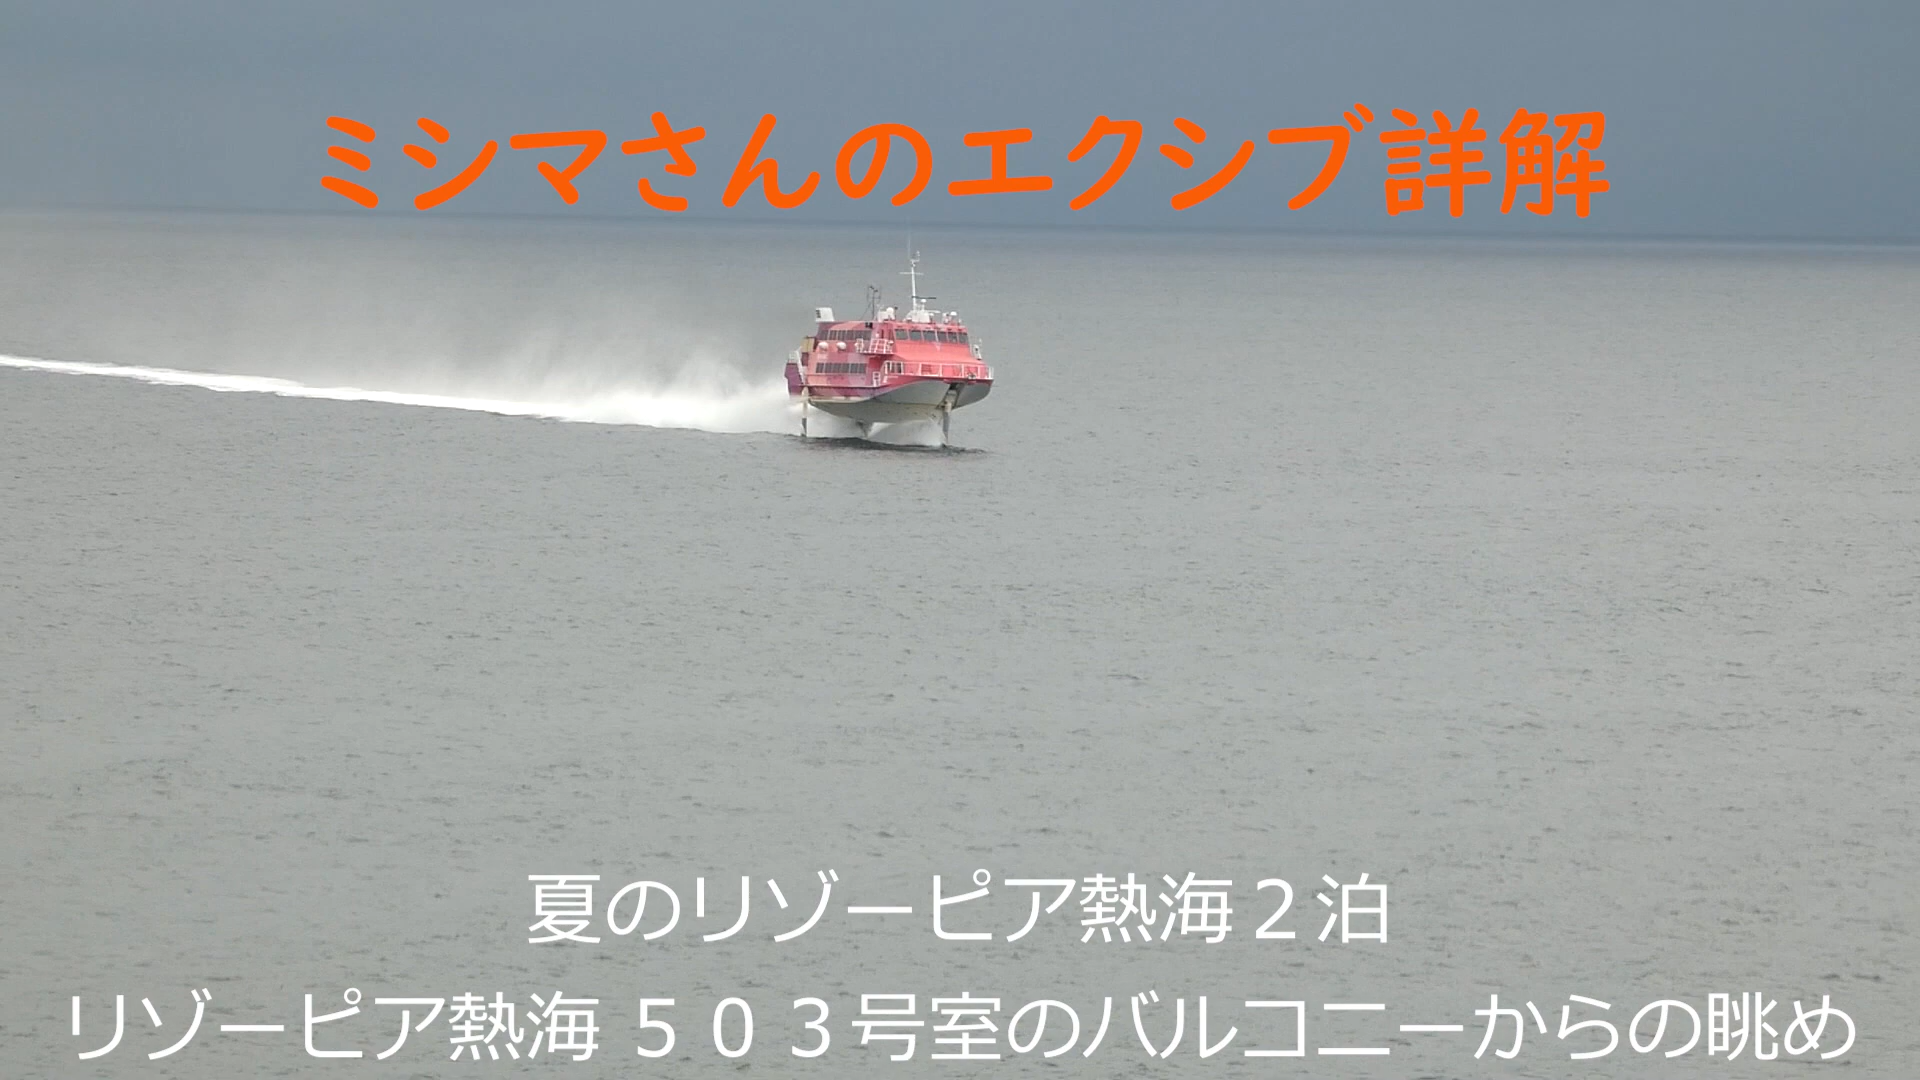 ミシマさんのエクシブ詳解
夏のリゾーピア熱海２泊
リゾーピア熱海 ５０３号室のバルコニーからの眺め